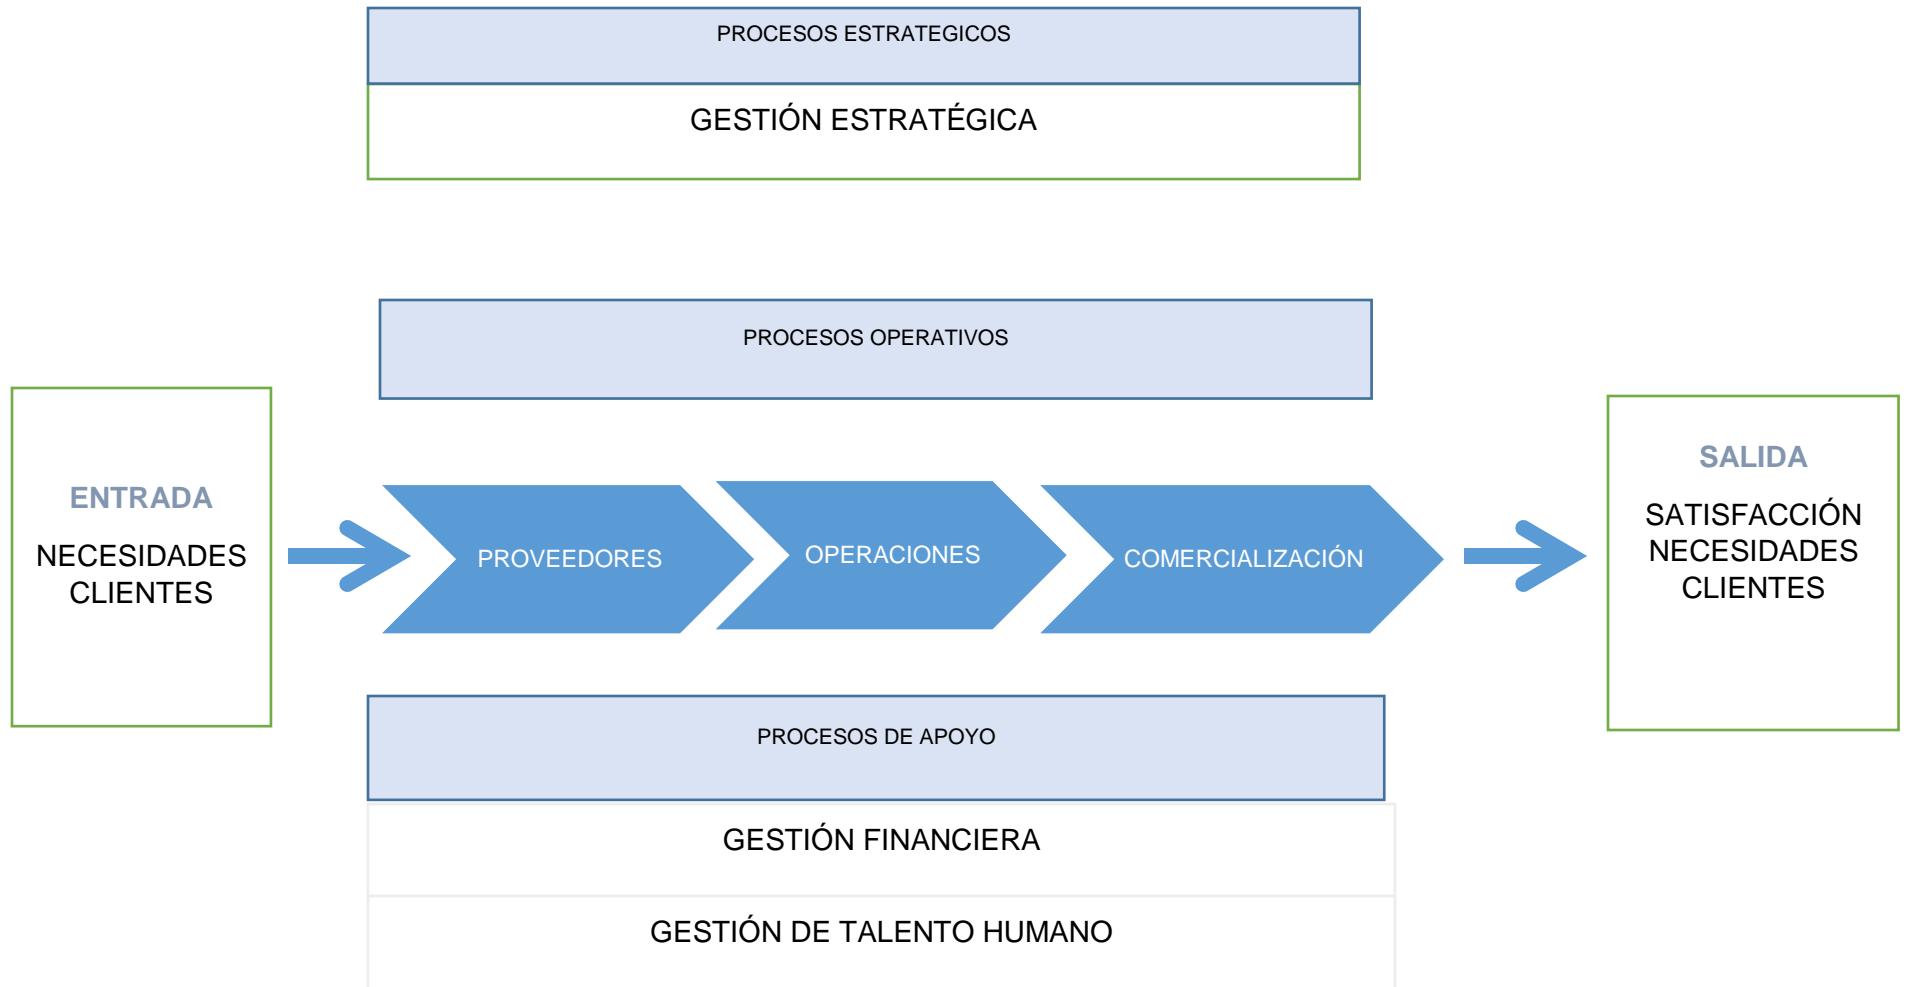 PROCESOS ESTRATEGICOS
GESTIÓN ESTRATÉGICA
PROCESOS OPERATIVOS
ENTRADA
NECESIDADES
CLIENTES
PROVEEDORES
OPERACIONES
COMERCIALIZACIÓN
SALIDA
SATISFACCIÓN
NECESIDADES
CLIENTES
PROCESOS DE APOYO
GESTIÓN FINANCIERA
GESTIÓN DE TALENTO HUMANO